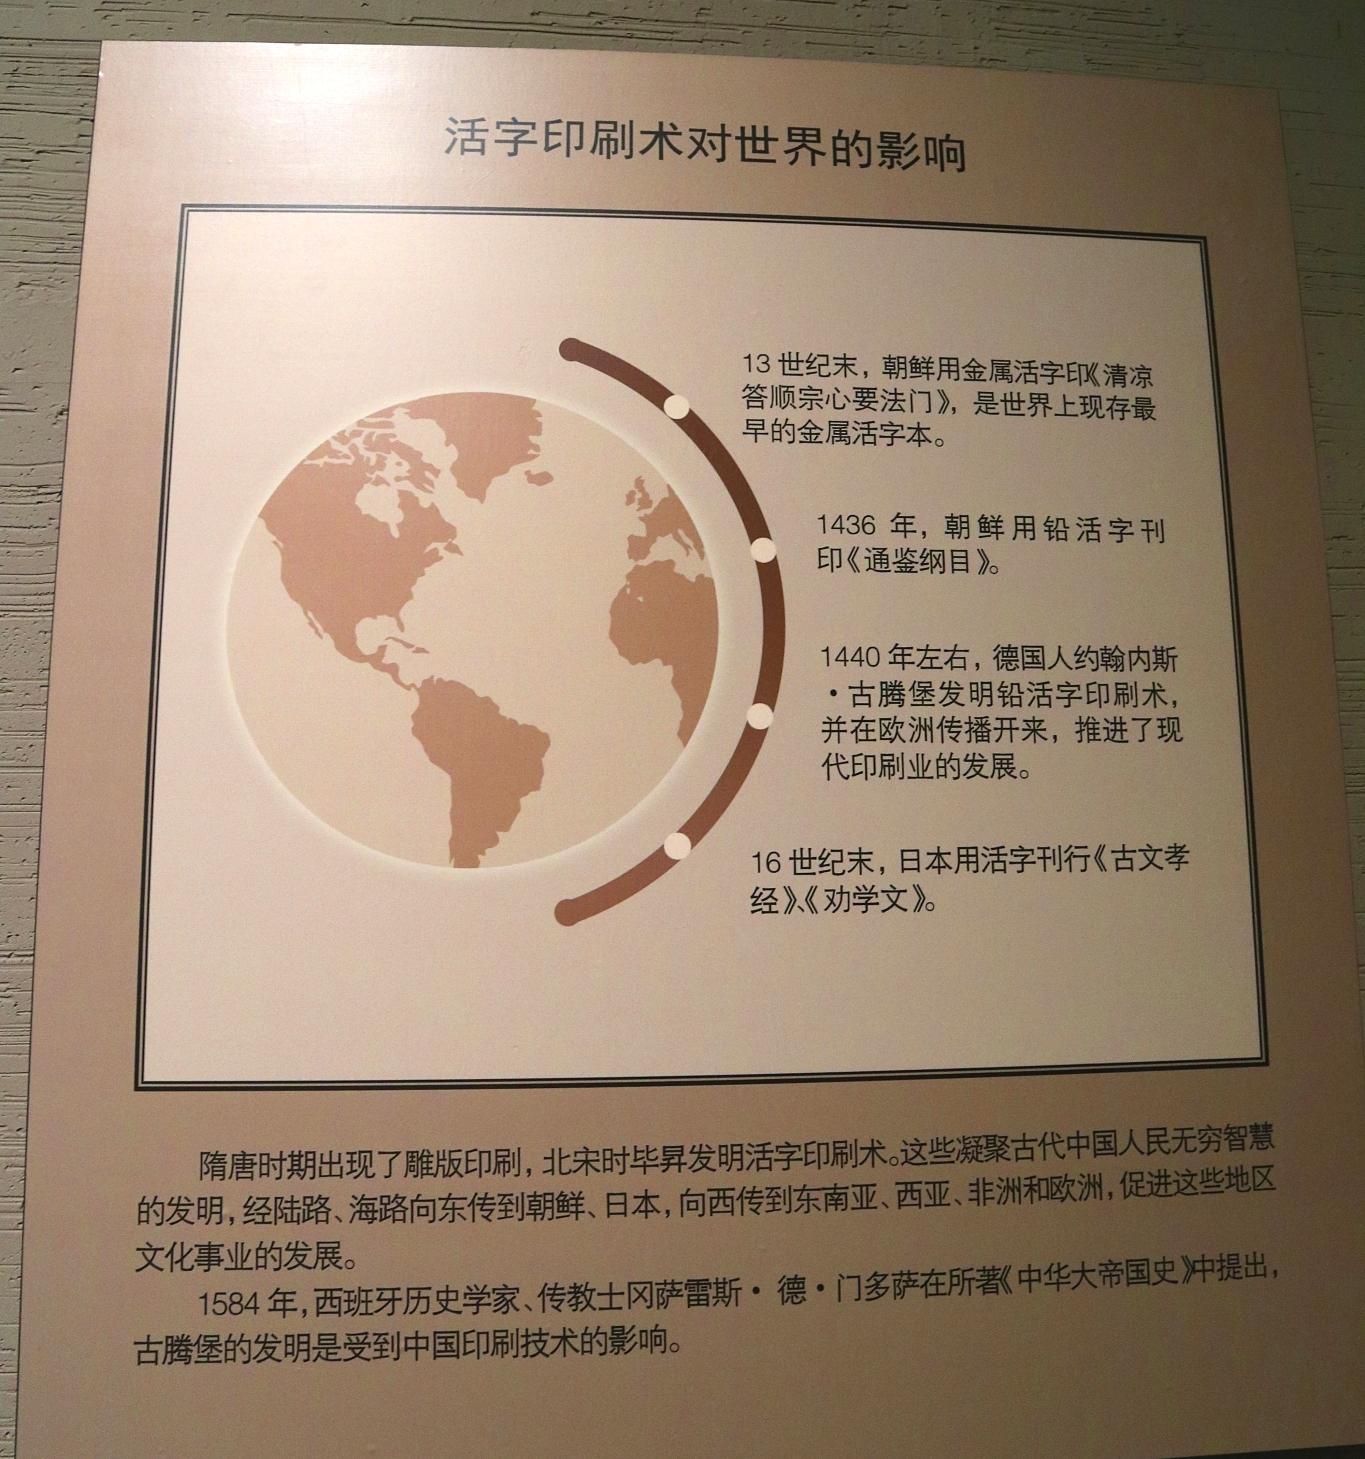 活字印刷术对世界的影响
13 世纪末，朝鲜用金属活字印《清凉
答顺宗心要法门》，是世界上现存最
早的金属活字本。
1436 年，朝鲜用铅活字刊
印《通鉴纲目》。
1440 年左右，德国人约翰内斯
·古腾堡发明铅活字印刷术，
并在欧洲传播开来，推进了现
代印刷业的发展。
16 世纪末，日本用活字刊行《古文孝
经》、《劝学文》。
隋唐时期出现了雕版印刷，北宋时毕昇发明活字印刷术。这些凝聚古代中国人民无穷智慧
的发明，经陆路、海路向东传到朝鲜、日本，向西传到东南亚、西亚、非洲和欧洲，促进这些地区
文化事业的发展。
1584 年，西班牙历史学家、传教士冈萨雷斯· 德·门多萨在所著《中华大帝国史》中提出，
古腾堡的发明是受到中国印刷技术的影响。